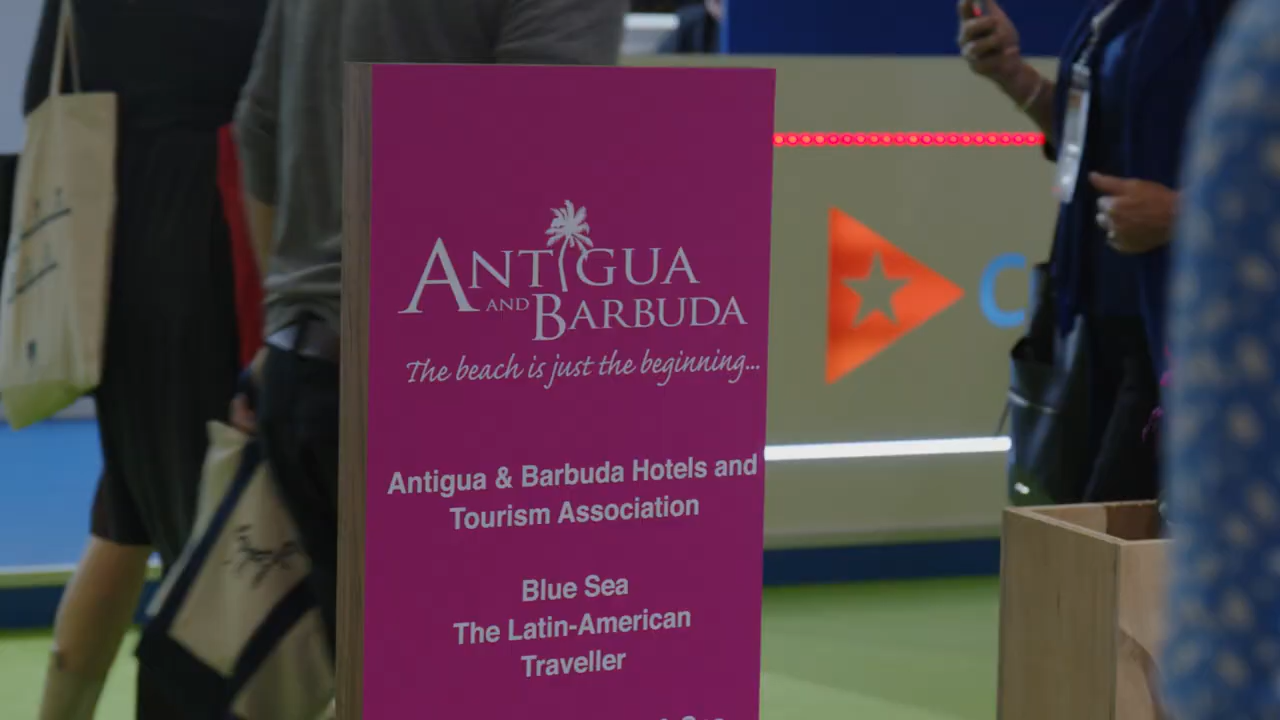 ANTIGUA
AND BARBUDA
The beach is just the beginning...
Antigua & Barbuda Hotels and
Tourism Association
Blue Sea
The Latin-American
Traveller